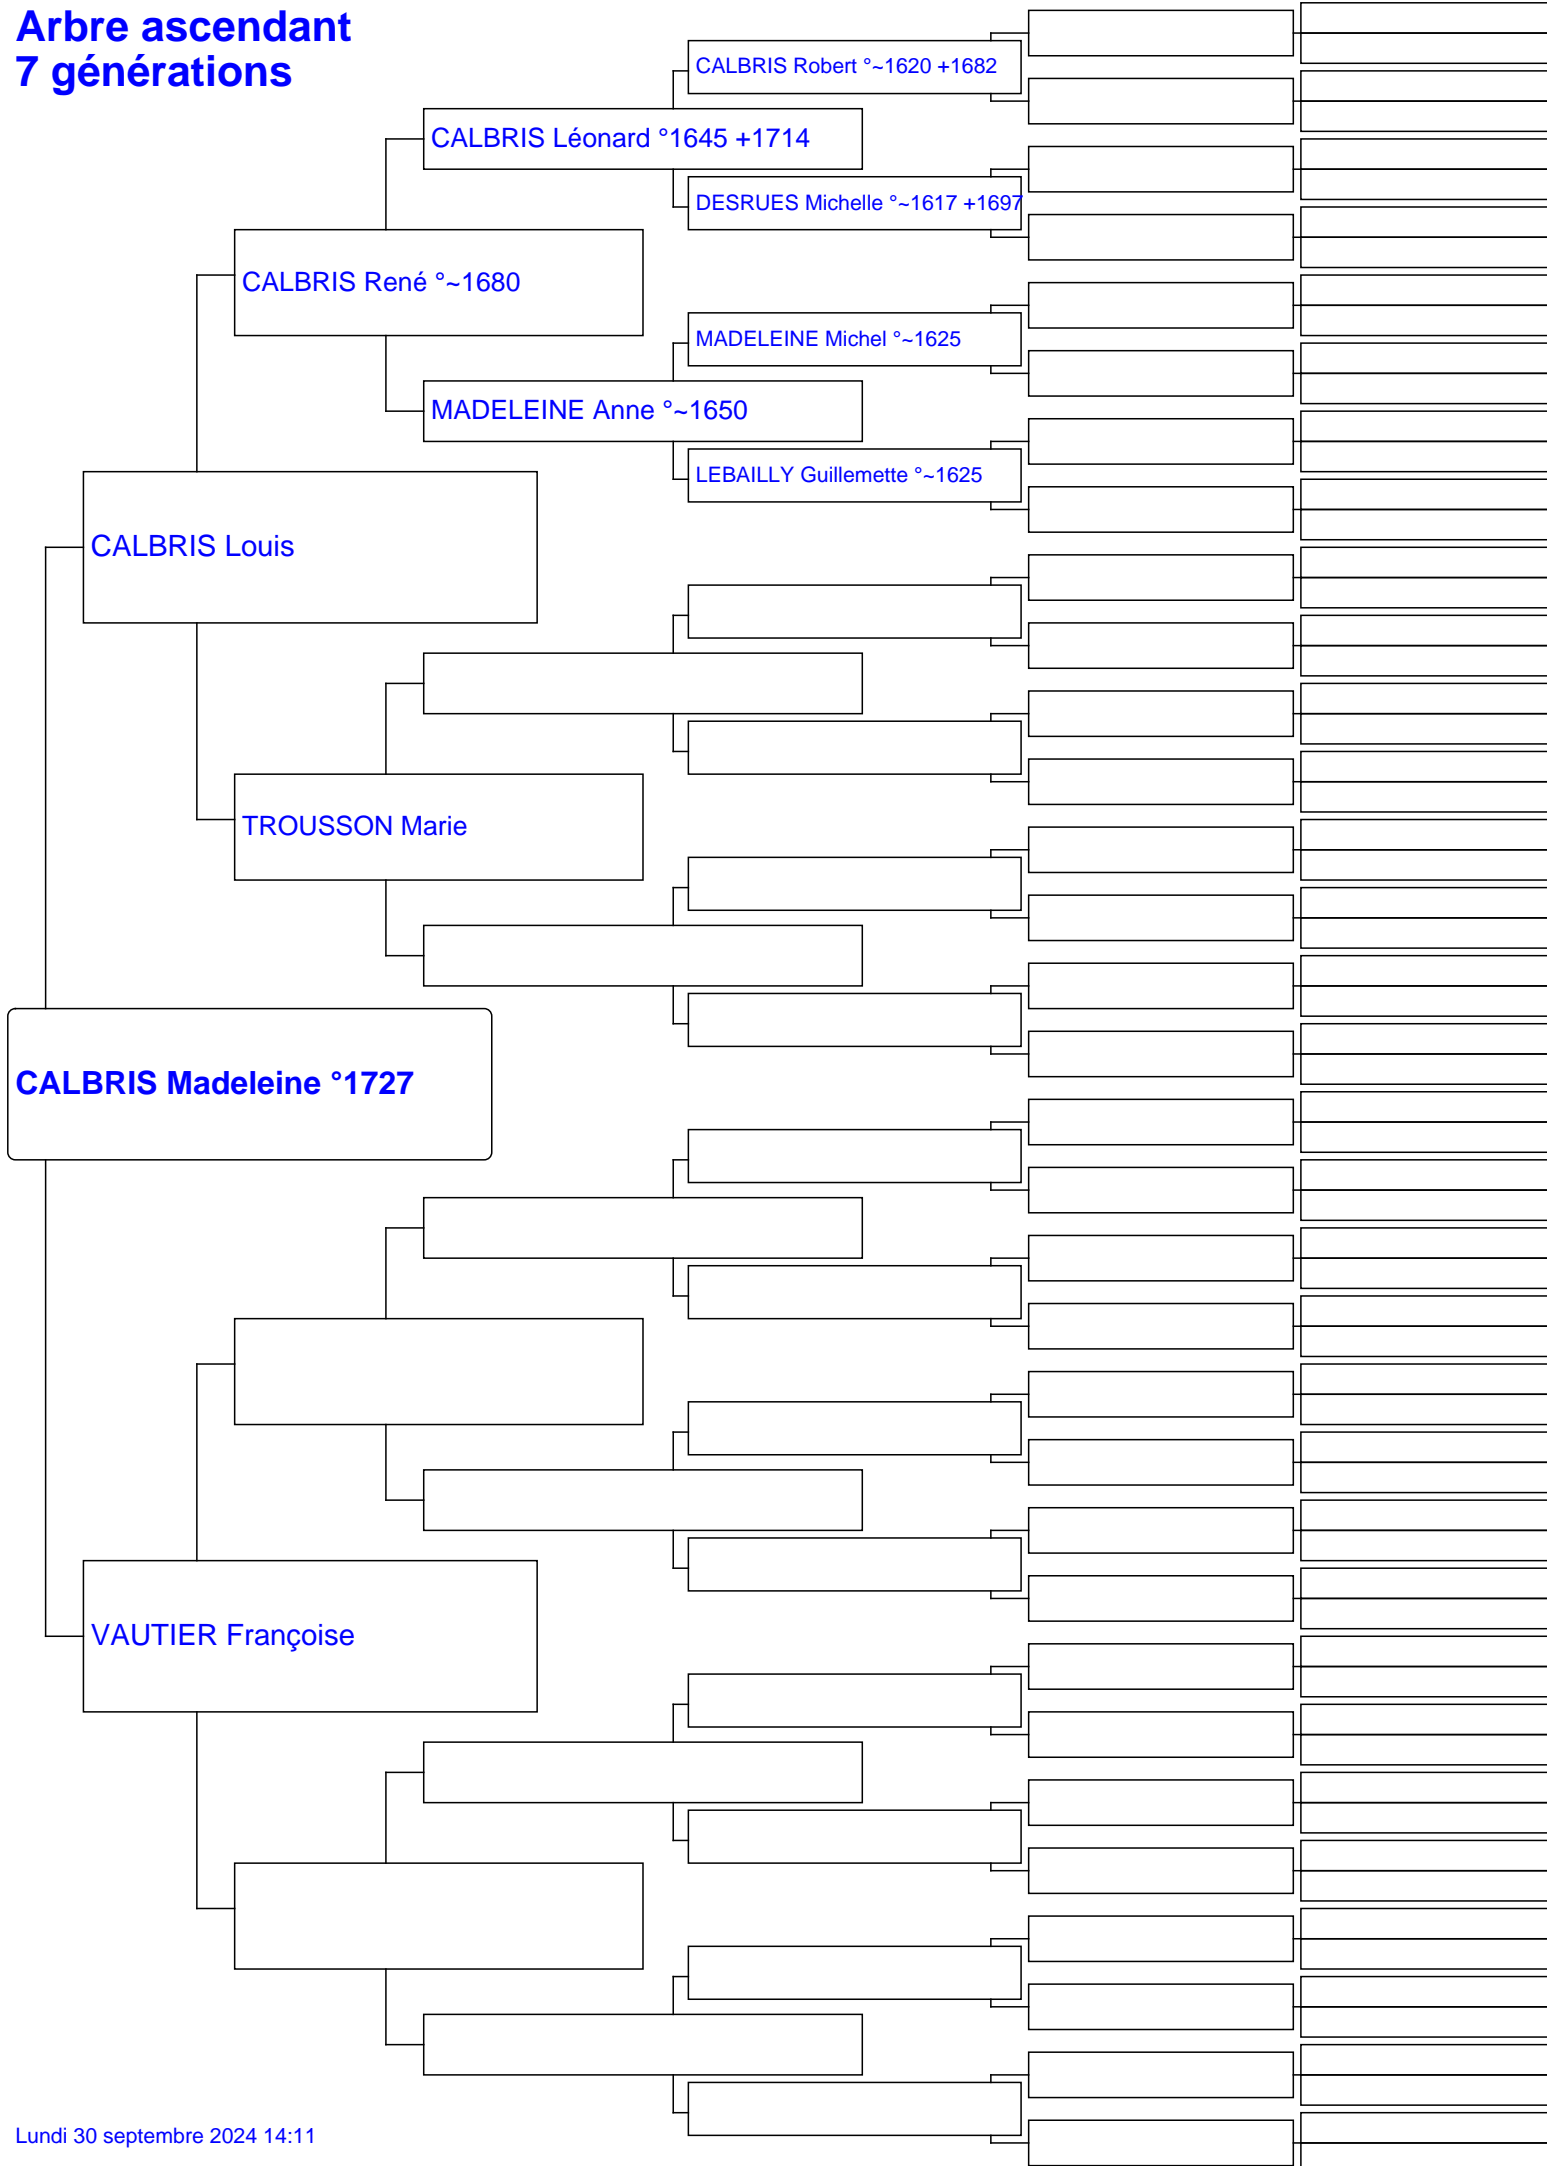 Arbre ascendant
7 générations
CALBRIS Robert °~1620 +1682
CALBRIS Léonard °1645 +1714
DESRUES Michelle °~1617 +1697
CALBRIS René °~1680
MADELEINE Michel °~1625
MADELEINE Anne °~1650
LEBAILLY Guillemette °~1625
CALBRIS Louis
TROUSSON Marie
CALBRIS Madeleine °1727
VAUTIER Françoise
Lundi 30 septembre 2024 14:11